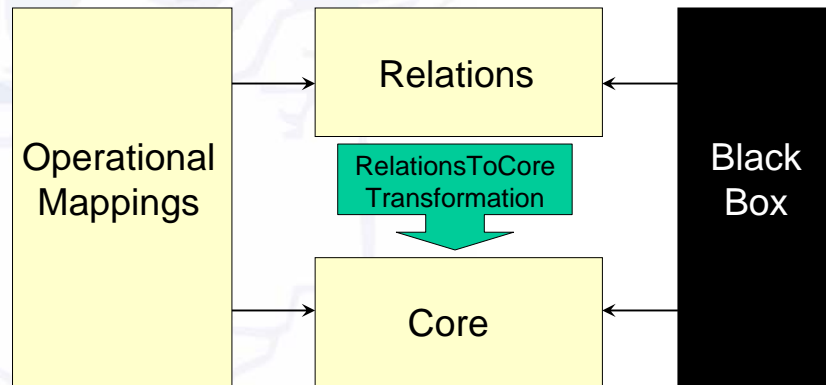 Relations
Operational
Mappings
RelationsToCore
Transformation
Black
Box
Core